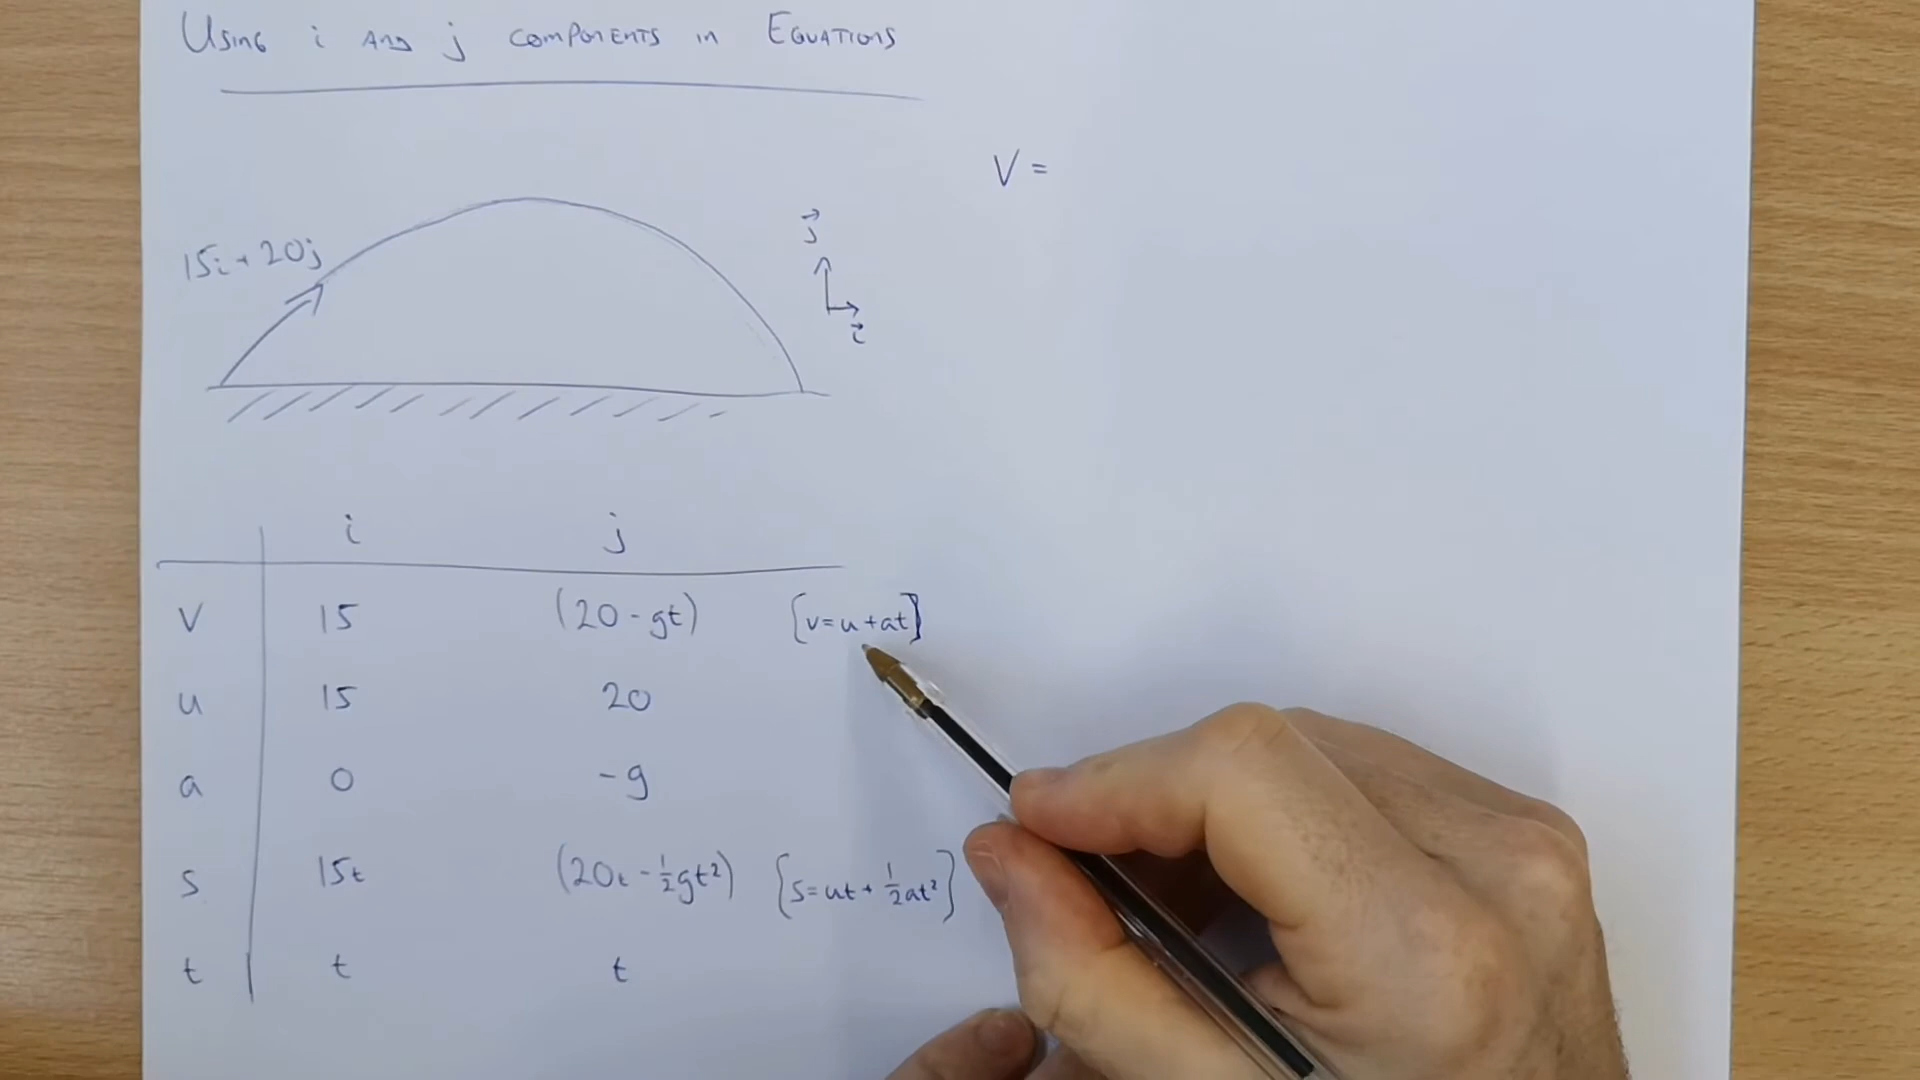 Using i and j components in Equations
V =
15i + 20j
j
i
i j
v 15 (20 - gt) [v=u+at]
u 15 20
a 0 -g
s 15t (20t - 1/2gt²) [s=ut + 1/2at²]
t t t